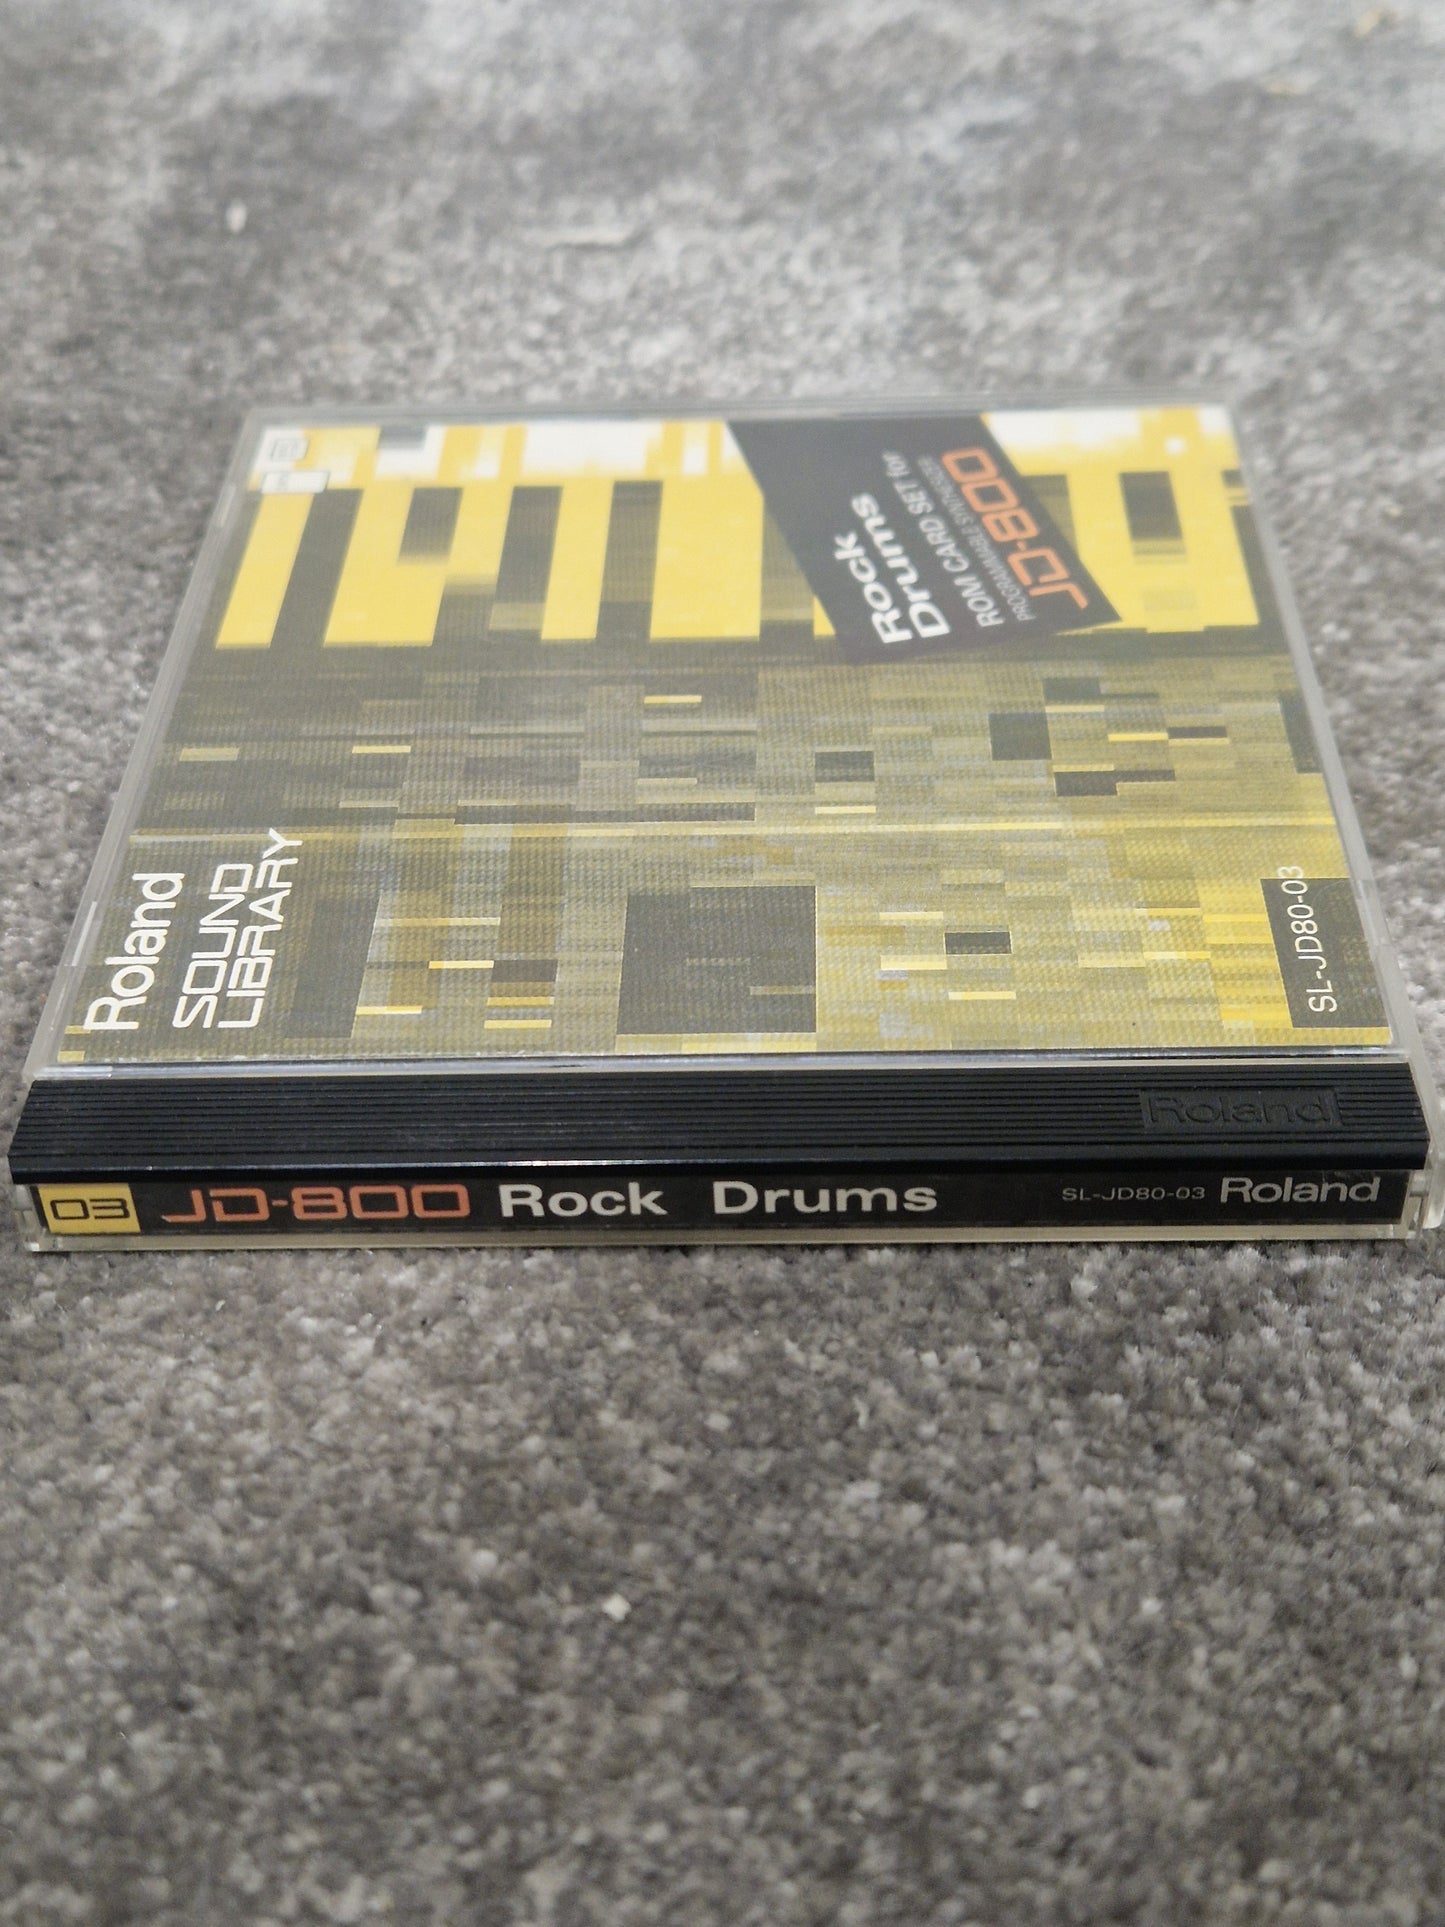 Roland
SOUND
LIBRARY
Rock
Drums
ROM CARD SET for
PROGRAMMABLE SYNTHESIZER
JD-800
SL-JD80-03
Roland
03 JD-800 Rock Drums SL-JD80-03 Roland